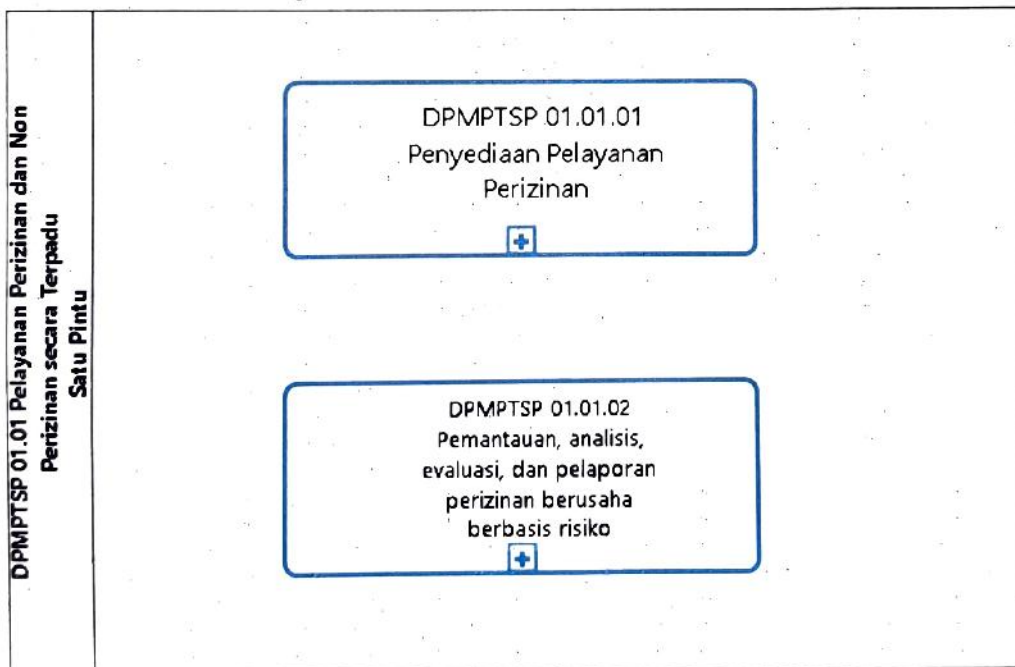 DPMPTSP 01.01 Pelayanan Perizinan dan Non
Perizinan secara Terpadu
Satu Pintu
DPMPTSP 01.01.01
Penyediaan Pelayanan
Perizinan
DPMPTSP 01.01.02
Pemantauan, analisis,
evaluasi, dan pelaporan
perizinan berusaha
berbasis risiko